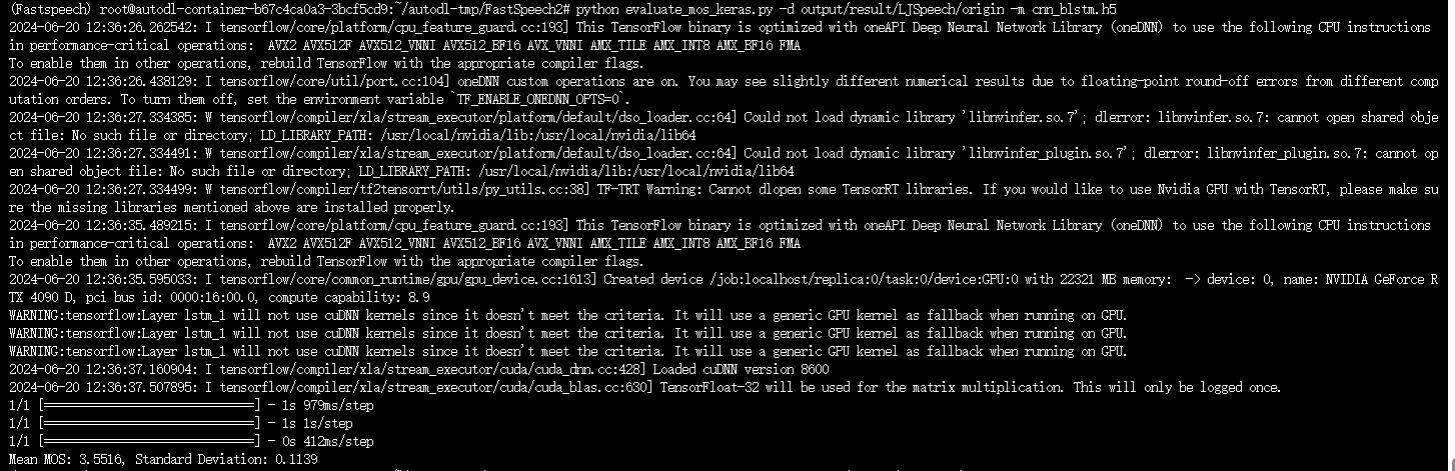 (Fastspeech) root@autodl-container-b67c4ca0a3-3bcf5cd9:~/autodl-tmp/FastSpeech2# python evaluate_mos_keras.py -d output/result/LJSpeech/origin -m cnn_blstm.h5
2024-06-20 12:36:26.262542: I tensorflow/core/platform/cpu_feature_guard.cc:193] This TensorFlow binary is optimized with oneAPI Deep Neural Network Library (oneDNN) to use the following CPU instructions
in performance-critical operations:  AVX2 AVX512F AVX512_VNNI AVX512_BF16 AVX_VNNI AMX_TILE AMX_INT8 AMX_BF16 FMA
To enable them in other operations, rebuild TensorFlow with the appropriate compiler flags.
2024-06-20 12:36:26.438129: I tensorflow/core/util/port.cc:104] oneDNN custom operations are on. You may see slightly different numerical results due to floating-point round-off errors from different comp
utation orders. To turn them off, set the environment variable `TF_ENABLE_ONEDNN_OPTS=0`.
2024-06-20 12:36:27.334385: W tensorflow/compiler/xla/stream_executor/platform/default/dso_loader.cc:64] Could not load dynamic library 'libnvinfer.so.7'; dlerror: libnvinfer.so.7: cannot open shared obje
ct file: No such file or directory; LD_LIBRARY_PATH: /usr/local/nvidia/lib:/usr/local/nvidia/lib64
2024-06-20 12:36:27.334491: W tensorflow/compiler/xla/stream_executor/platform/default/dso_loader.cc:64] Could not load dynamic library 'libnvinfer_plugin.so.7'; dlerror: libnvinfer_plugin.so.7: cannot op
en shared object file: No such file or directory; LD_LIBRARY_PATH: /usr/local/nvidia/lib:/usr/local/nvidia/lib64
2024-06-20 12:36:27.334499: W tensorflow/compiler/tf2tensorrt/utils/py_utils.cc:38] TF-TRT Warning: Cannot dlopen some TensorRT libraries. If you would like to use Nvidia GPU with TensorRT, please make su
re the missing libraries mentioned above are installed properly.
2024-06-20 12:36:35.489215: I tensorflow/core/platform/cpu_feature_guard.cc:193] This TensorFlow binary is optimized with oneAPI Deep Neural Network Library (oneDNN) to use the following CPU instructions
in performance-critical operations:  AVX2 AVX512F AVX512_VNNI AVX512_BF16 AVX_VNNI AMX_TILE AMX_INT8 AMX_BF16 FMA
To enable them in other operations, rebuild TensorFlow with the appropriate compiler flags.
2024-06-20 12:36:35.595033: I tensorflow/core/common_runtime/gpu/gpu_device.cc:1613] Created device /job:localhost/replica:0/task:0/device:GPU:0 with 22321 MB memory:  -> device: 0, name: NVIDIA GeForce R
TX 4090 D, pci bus id: 0000:16:00.0, compute capability: 8.9
WARNING:tensorflow:Layer lstm_1 will not use cuDNN kernels since it doesn't meet the criteria. It will use a generic GPU kernel as fallback when running on GPU.
WARNING:tensorflow:Layer lstm_1 will not use cuDNN kernels since it doesn't meet the criteria. It will use a generic GPU kernel as fallback when running on GPU.
WARNING:tensorflow:Layer lstm_1 will not use cuDNN kernels since it doesn't meet the criteria. It will use a generic GPU kernel as fallback when running on GPU.
2024-06-20 12:36:37.160904: I tensorflow/compiler/xla/stream_executor/cuda/cuda_dnn.cc:428] Loaded cuDNN version 8600
2024-06-20 12:36:37.507895: I tensorflow/compiler/xla/stream_executor/cuda/cuda_blas.cc:630] TensorFloat-32 will be used for the matrix multiplication. This will only be logged once.
1/1 [==============================] - 1s 979ms/step
1/1 [==============================] - 1s 1s/step
1/1 [==============================] - 0s 412ms/step
Mean MOS: 3.5516, Standard Deviation: 0.1139